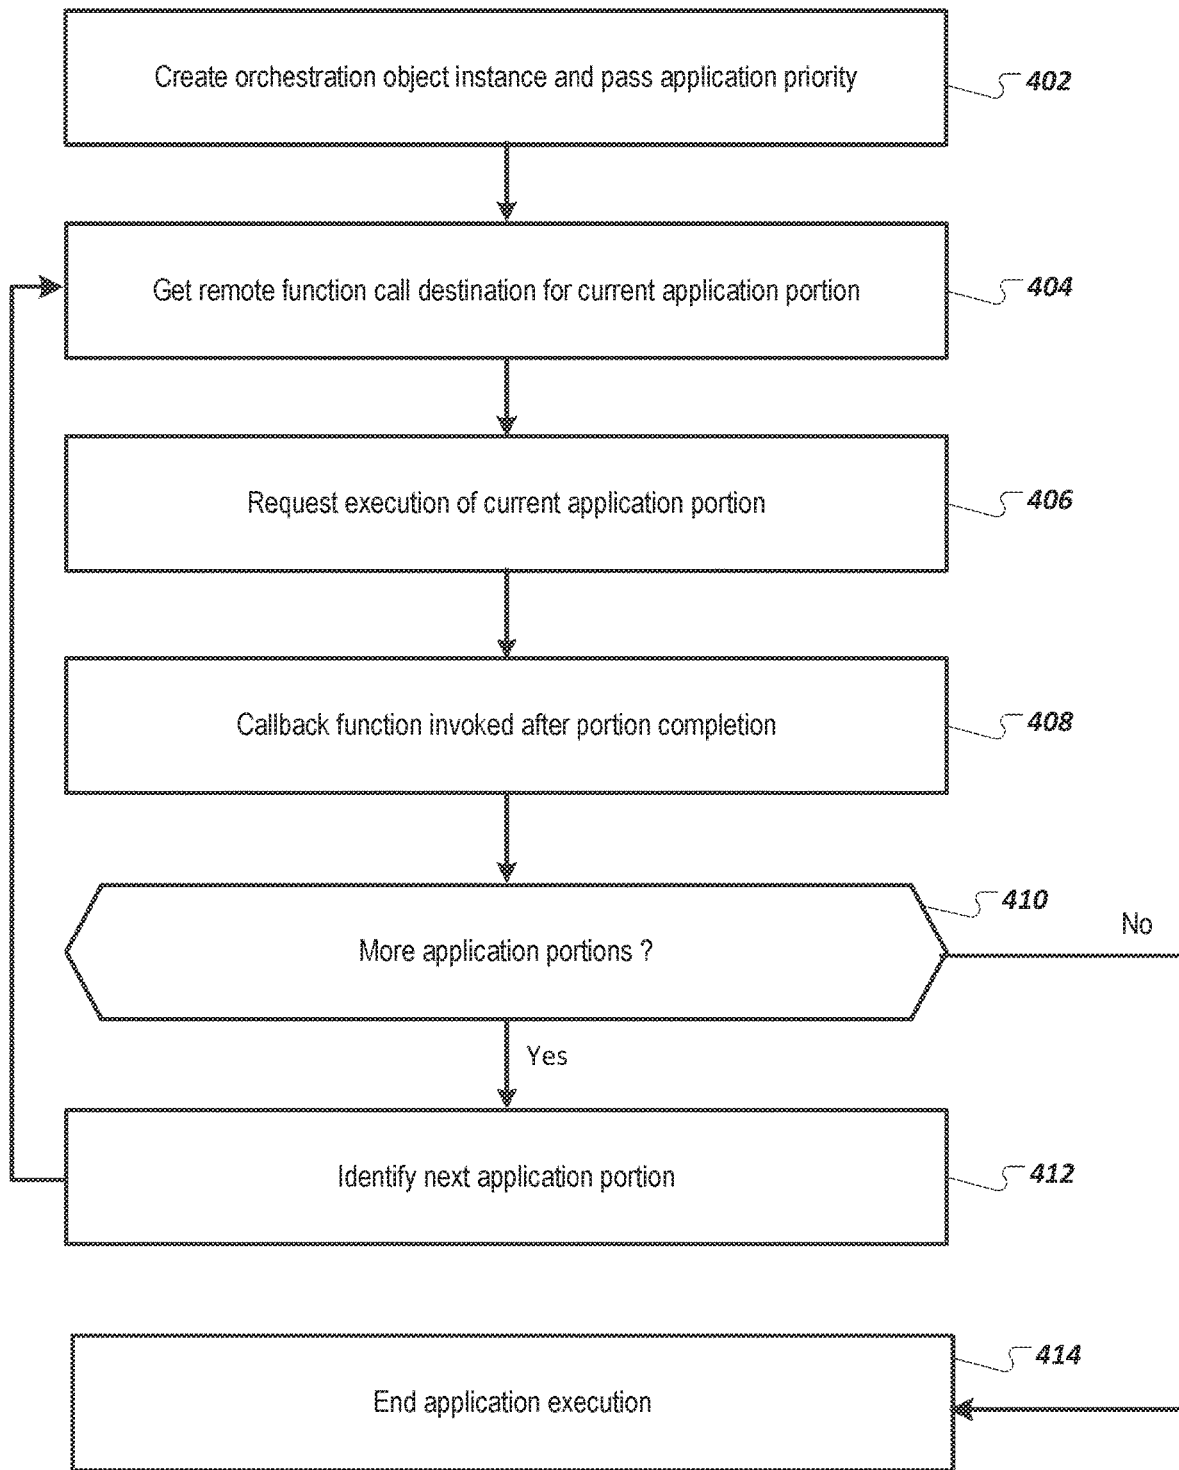 Create orchestration object instance and pass application priority
402
Get remote function call destination for current application portion
404
Request execution of current application portion
406
Callback function invoked after portion completion
408
410
No
More application portions ?
Yes
Identify next application portion
412
414
End application execution